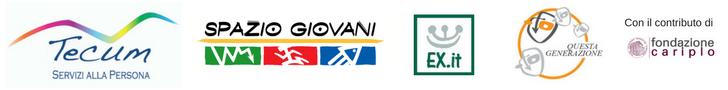 Tecum
SERVIZI ALLA PERSONA
SPAZIO GIOVANI
EX.it
QUESTA
GENERAZIONE
Con il contributo di
fondazione
cariplo